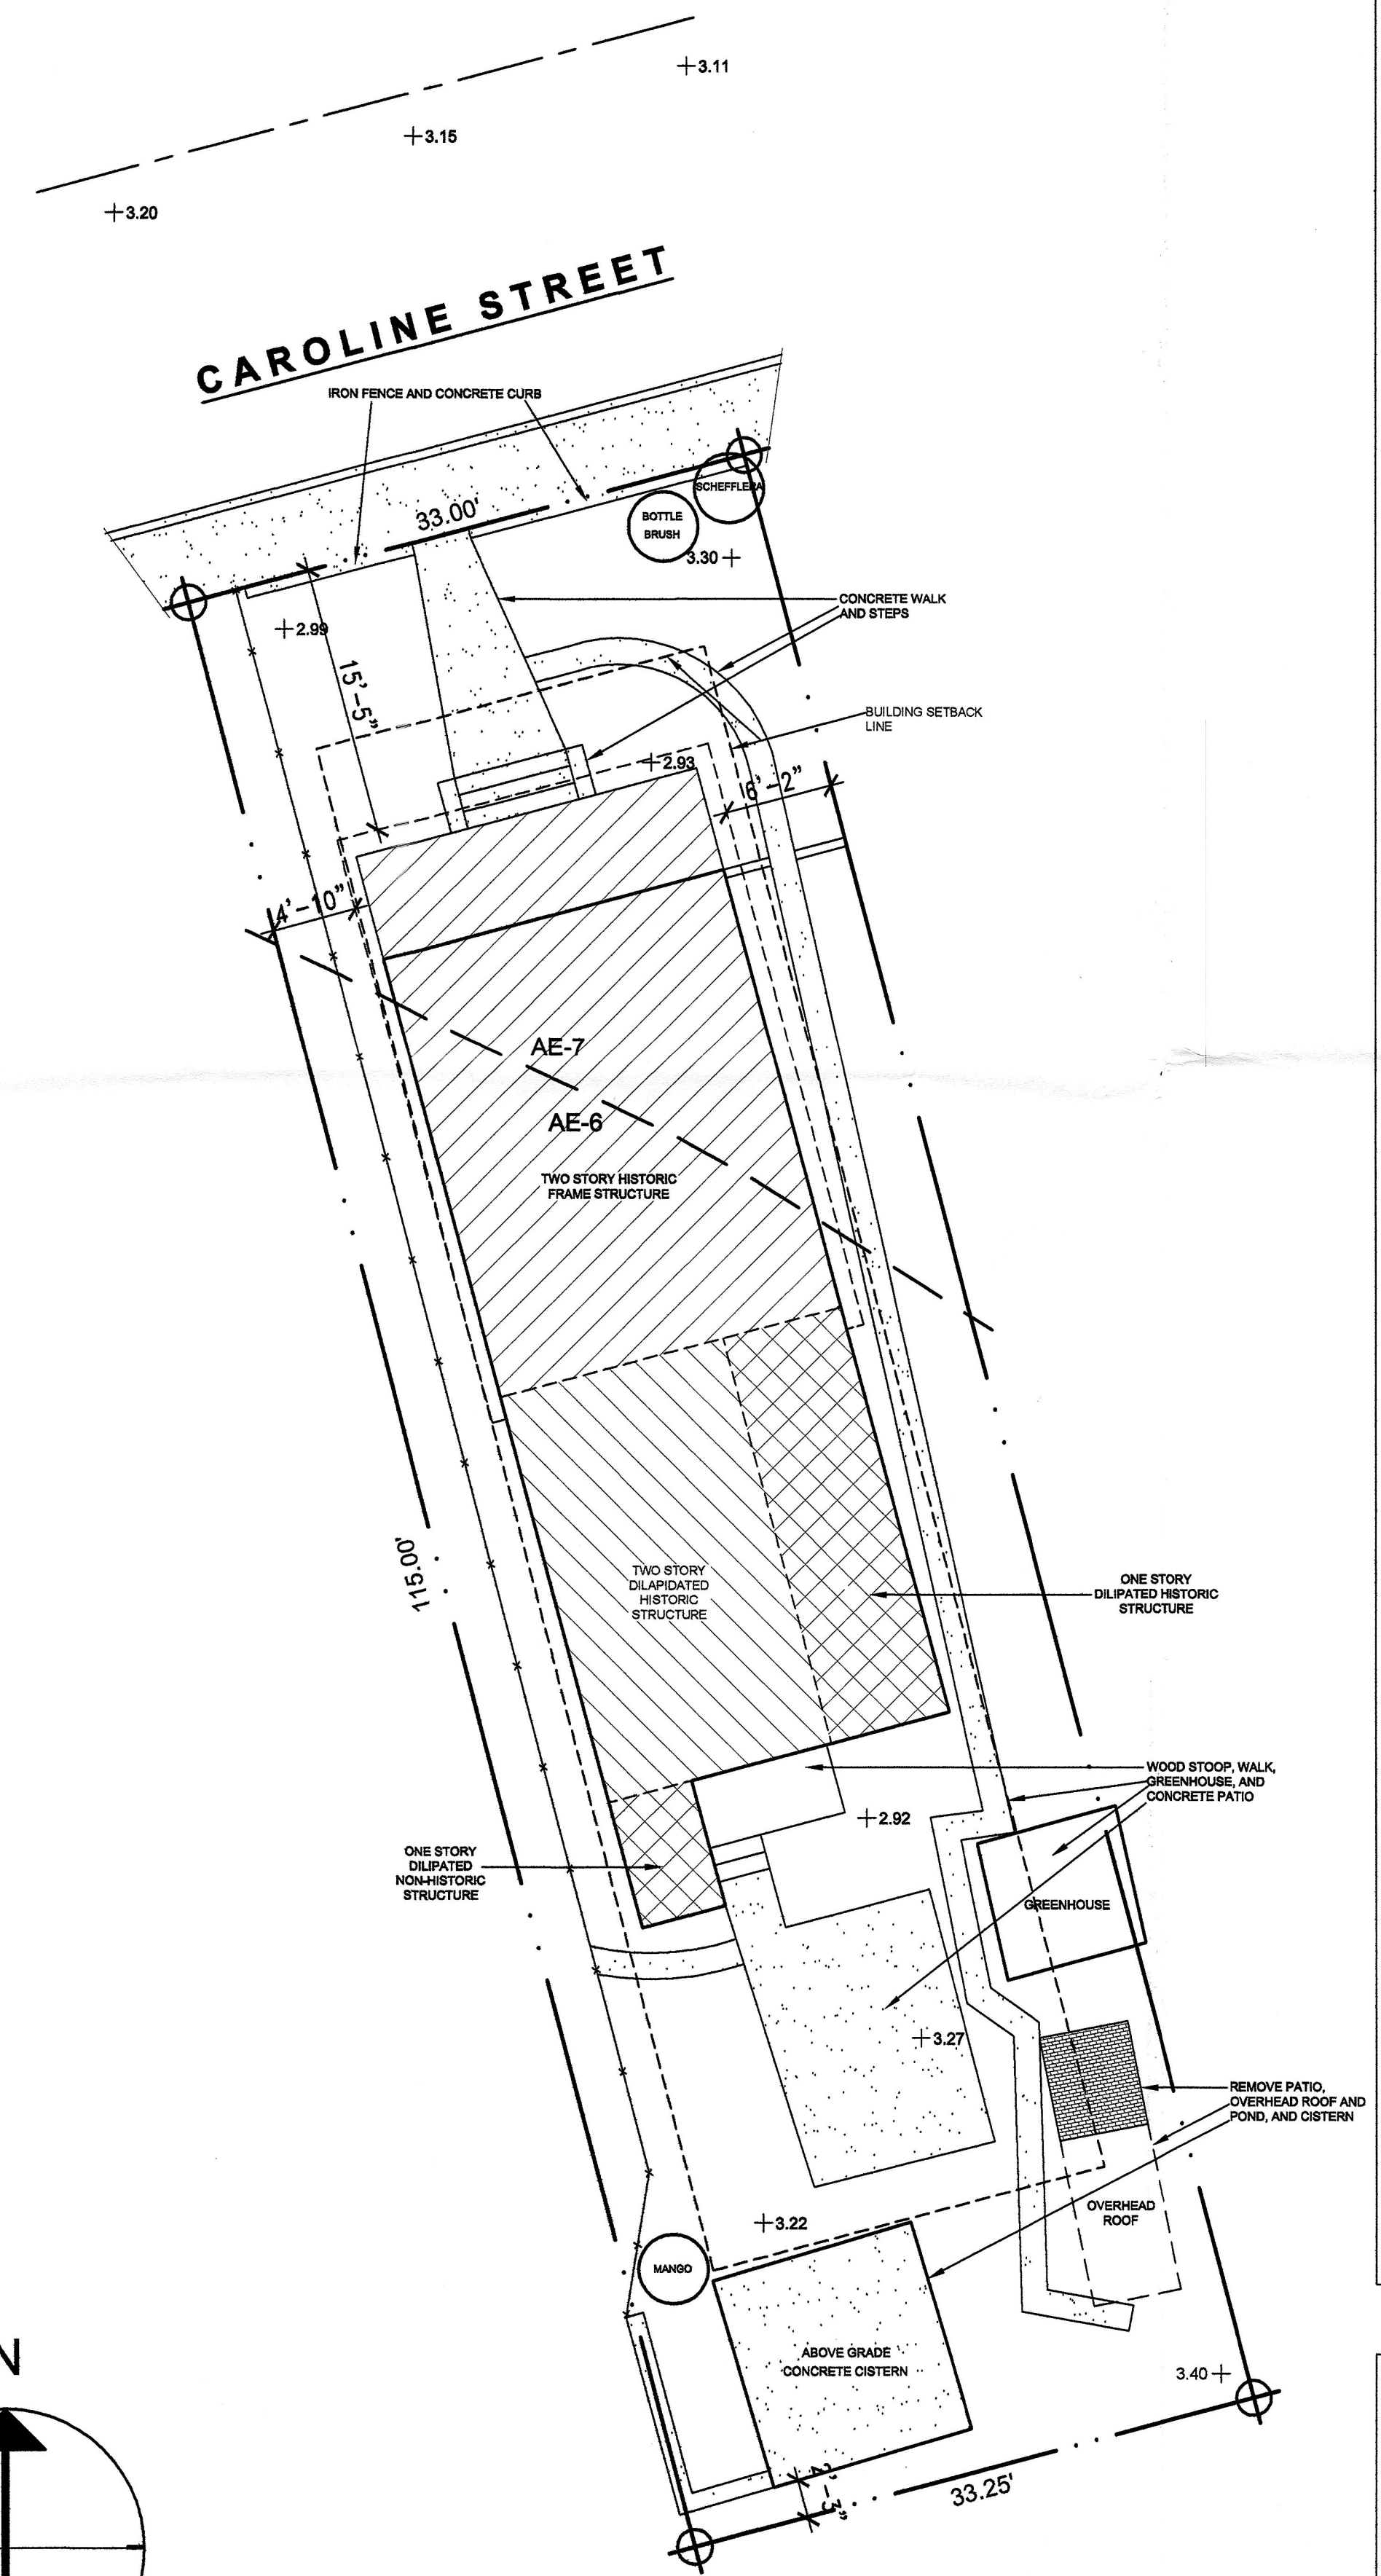 3.11
3.15
3.20
CAROLINE STREET
IRON FENCE AND CONCRETE CURB
SCHEFFLERA
33.00'
BOTTLE
BRUSH
3.30
CONCRETE WALK
AND STEPS
2.99
15'-5"
BUILDING SETBACK
LINE
2.93
6'-2"
4'-10"
AE-7
AE-6
TWO STORY HISTORIC
FRAME STRUCTURE
115.00'
TWO STORY
DILAPIDATED
HISTORIC
STRUCTURE
ONE STORY
DILIPATED HISTORIC
STRUCTURE
WOOD STOOP, WALK,
GREENHOUSE, AND
CONCRETE PATIO
2.92
ONE STORY
DILIPATED
NON-HISTORIC
STRUCTURE
GREENHOUSE
3.27
REMOVE PATIO,
OVERHEAD ROOF AND
POND, AND CISTERN
OVERHEAD
ROOF
3.22
MANGO
N
ABOVE GRADE
CONCRETE CISTERN
3.40
2'-3"
33.25'